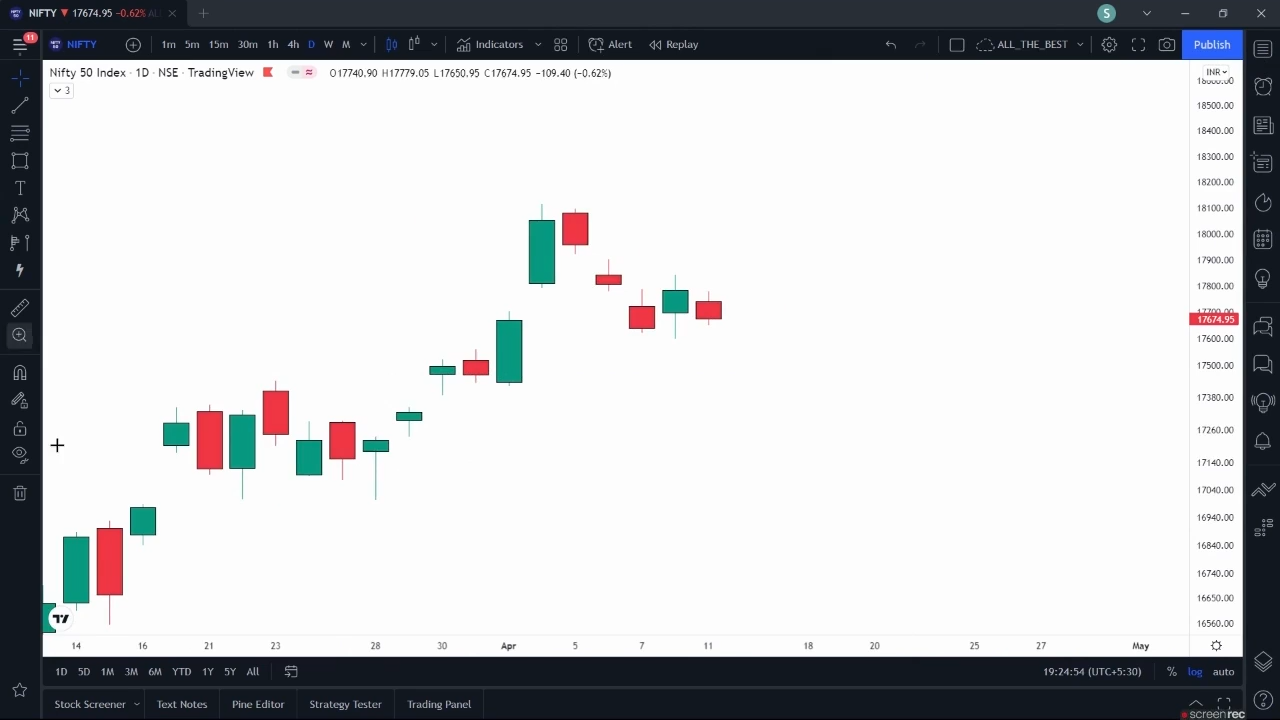 NIFTY ▼ 17674.95 −0.62%
S
11
NIFTY 1m 5m 15m 30m 1h 4h D W M Indicators Alert Replay ALL_THE_BEST Publish
Nifty 50 Index · 1D · NSE · TradingView O17740.90 H17779.05 L17650.95 C17674.95 −109.40 (−0.62%)
INR
3
18500.00
18400.00
18300.00
18200.00
18100.00
18000.00
17900.00
17800.00
17700.00
17674.95
17600.00
17500.00
17380.00
17260.00
17140.00
17040.00
16940.00
16840.00
16740.00
16650.00
16560.00
14 16 21 23 28 30 Apr 5 7 11 18 20 25 27 May
1D 5D 1M 3M 6M YTD 1Y 5Y All 19:24:54 (UTC+5:30) % log auto
Stock Screener Text Notes Pine Editor Strategy Tester Trading Panel
screenrec